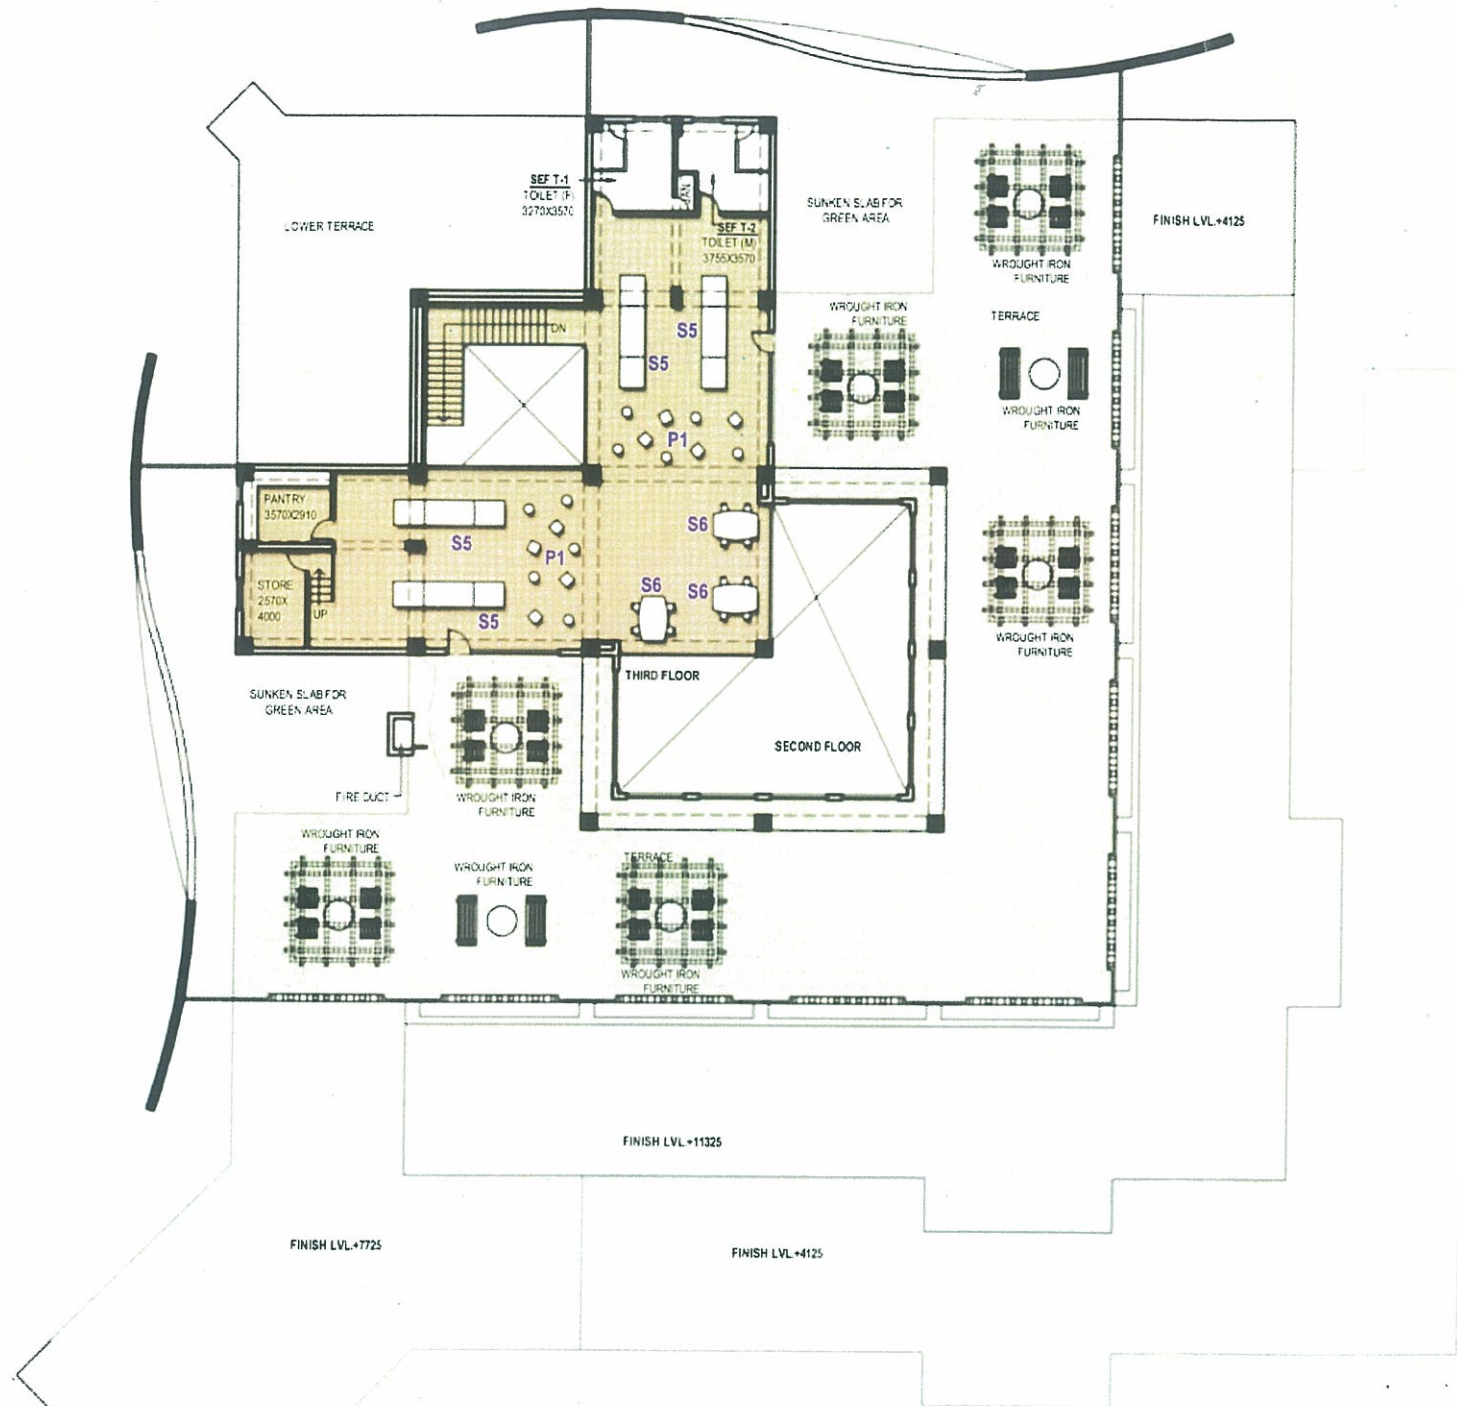 SEF T-1
TOILET (F)
3270X3570
SEF T-2
TOILET (M)
3755X3570
SUNKEN SLAB FOR
GREEN AREA
FINISH LVL.+4125
LOWER TERRACE
WROUGHT IRON
FURNITURE
WROUGHT IRON
FURNITURE
TERRACE
DN
S5
S5
WROUGHT IRON
FURNITURE
P1
PANTRY
3570X2910
S5
P1
S6
STORE
2570X
4000
UP
S6
S6
S5
WROUGHT IRON
FURNITURE
THIRD FLOOR
SUNKEN SLAB FOR
GREEN AREA
SECOND FLOOR
FIRE DUCT
WROUGHT IRON
FURNITURE
WROUGHT IRON
FURNITURE
WROUGHT IRON
FURNITURE
TERRACE
WROUGHT IRON
FURNITURE
FINISH LVL.+11325
FINISH LVL.+7725
FINISH LVL.+4125